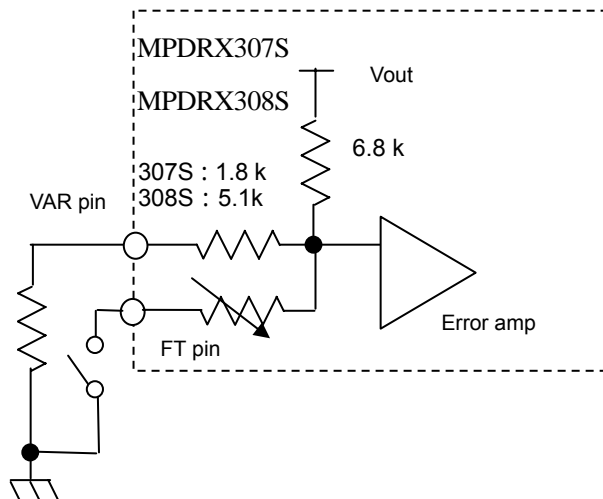 MPDRX307S
Vout
MPDRX308S
6.8 k
307S : 1.8 k
308S : 5.1k
VAR pin
Error amp
FT pin